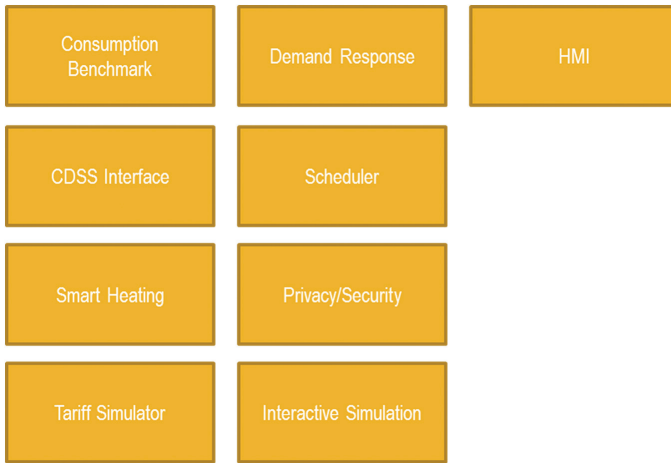 Consumption
Benchmark
Demand Response
HMI
CDSS Interface
Scheduler
Smart Heating
Privacy/Security
Tariff Simulator
Interactive Simulation